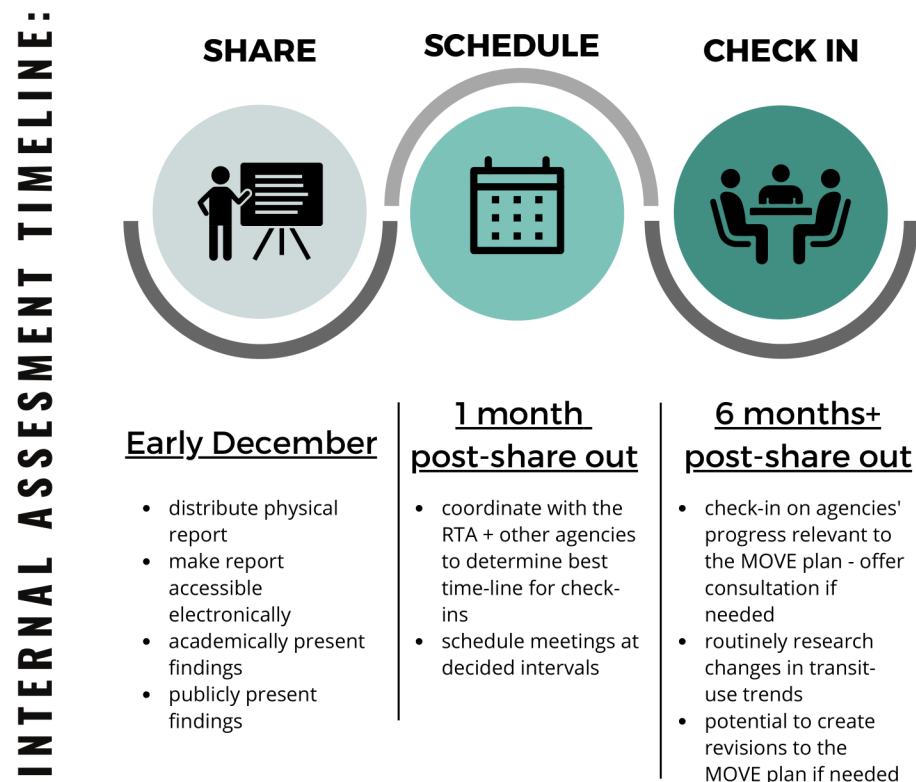 INTERNAL ASSESMENT TIMELINE:
SHARE
SCHEDULE
CHECK IN
Early December
• distribute physical
report
• make report
accessible
electronically
• academically present
findings
• publicly present
findings
1 month
post-share out
• coordinate with the
RTA + other agencies
to determine best
time-line for check-
ins
• schedule meetings at
decided intervals
6 months+
post-share out
• check-in on agencies'
progress relevant to
the MOVE plan - offer
consultation if
needed
• routinely research
changes in transit-
use trends
• potential to create
revisions to the
MOVE plan if needed